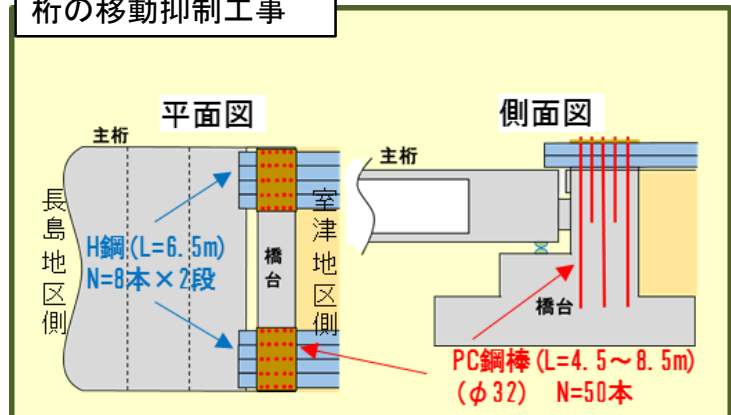 桁の移動抑制工事
平面図
側面図
主桁
主桁
長島地区側
室津地区側
H鋼(L=6.5m)
N=8本×2段
橋台
橋台
PC鋼棒(L=4.5～8.5m)
(φ32) N=50本